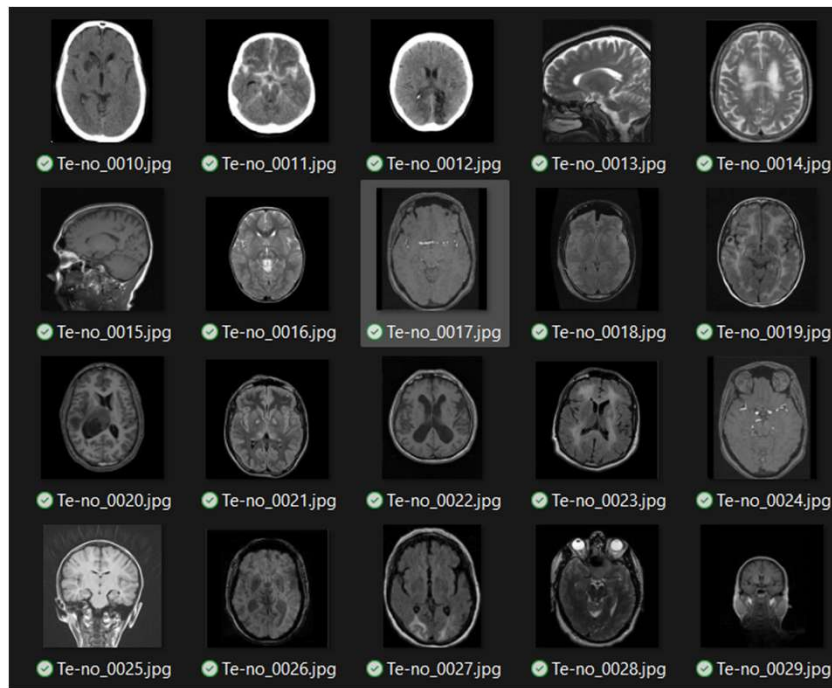 Te-no_0010.jpg Te-no_0011.jpg Te-no_0012.jpg Te-no_0013.jpg Te-no_0014.jpg
Te-no_0015.jpg Te-no_0016.jpg Te-no_0017.jpg Te-no_0018.jpg Te-no_0019.jpg
Te-no_0020.jpg Te-no_0021.jpg Te-no_0022.jpg Te-no_0023.jpg Te-no_0024.jpg
Te-no_0025.jpg Te-no_0026.jpg Te-no_0027.jpg Te-no_0028.jpg Te-no_0029.jpg